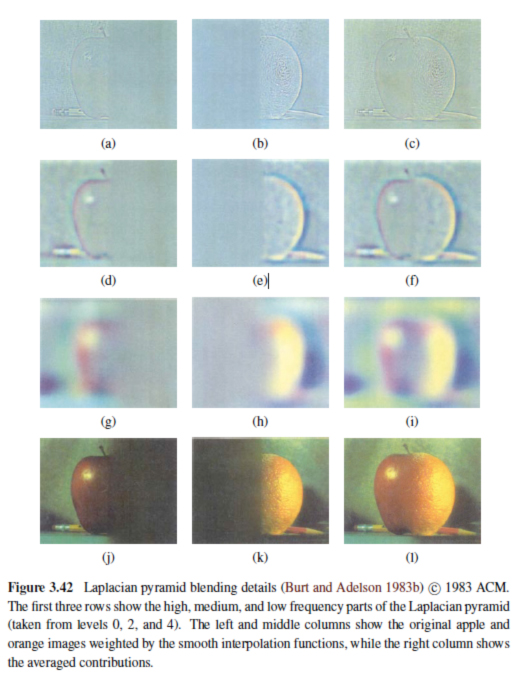 (a) (b) (c)
(d) (e) (f)
(g) (h) (i)
(j) (k) (l)
Figure 3.42 Laplacian pyramid blending details (Burt and Adelson 1983b) © 1983 ACM.
The first three rows show the high, medium, and low frequency parts of the Laplacian pyramid
(taken from levels 0, 2, and 4). The left and middle columns show the original apple and
orange images weighted by the smooth interpolation functions, while the right column shows
the averaged contributions.